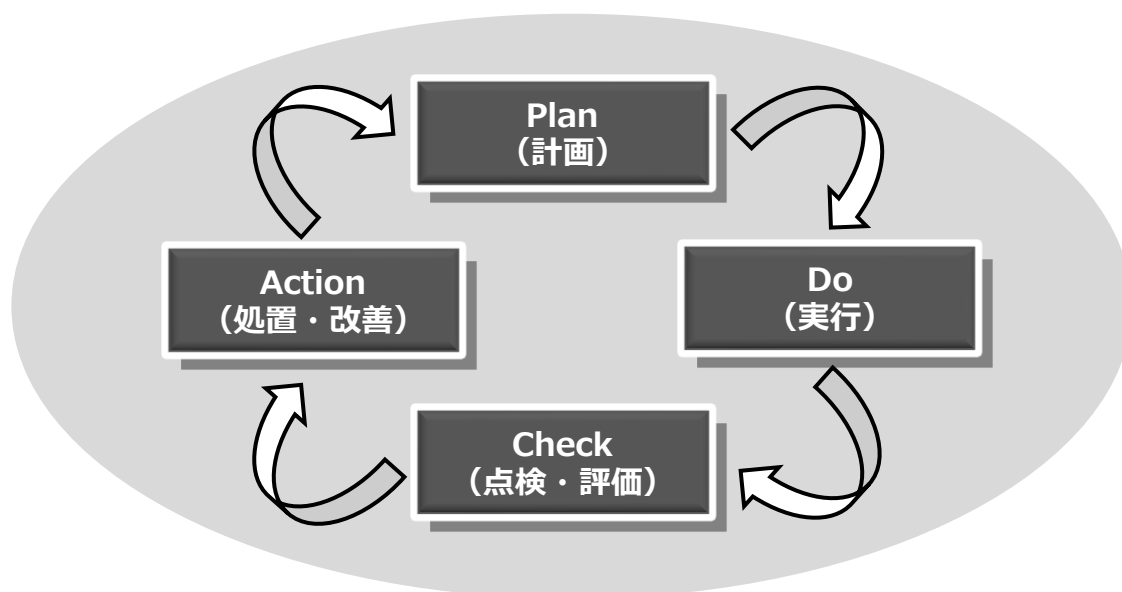 Plan
（計画）
Do
（実行）
Check
（点検・評価）
Action
（処置・改善）